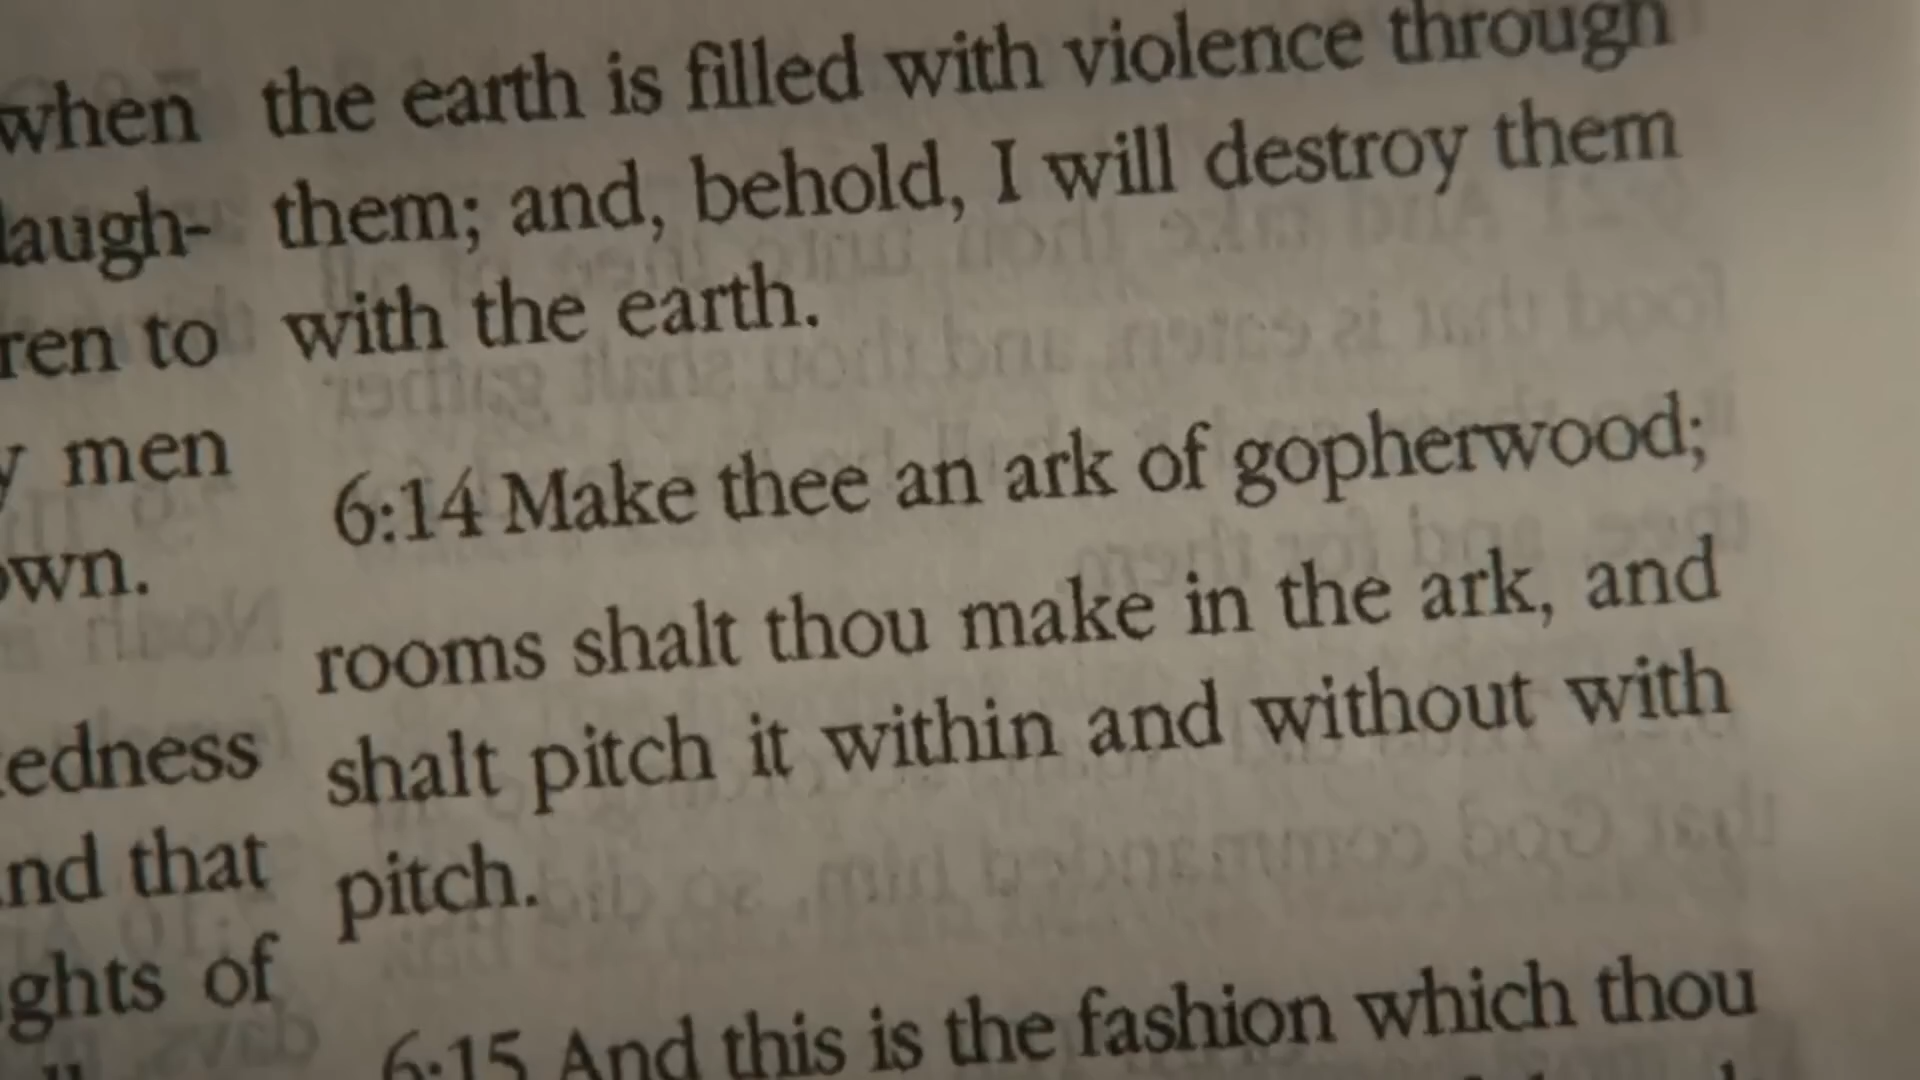 when
laugh-
ren to
men
own.
edness
nd that
ghts of
the earth is filled with violence through
them; and, behold, I will destroy them
with the earth.
6:14 Make thee an ark of gopherwood;
rooms shalt thou make in the ark, and
shalt pitch it within and without with
pitch.
6:15 And this is the fashion which thou